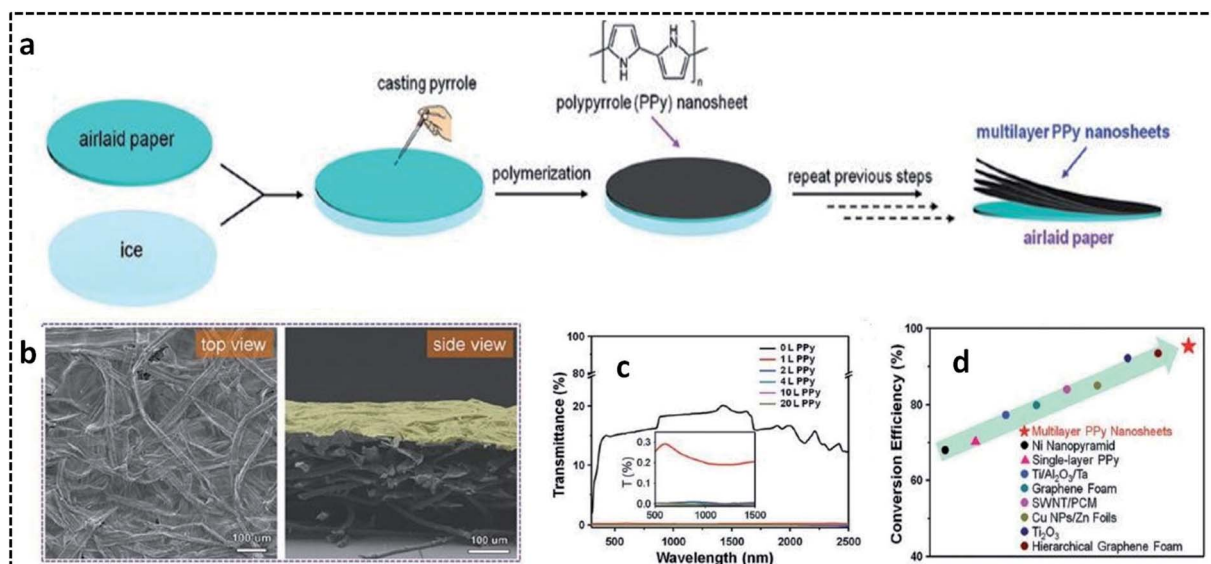 a
airlaid paper
ice
casting pyrrole
polymerization
H
N
N
H
n
polypyrrole (PPy) nanosheet
repeat previous steps
multilayer PPy nanosheets
airlaid paper
b
top view
100 um
side view
100 um
c
Transmittance (%)
100
80
20
10
0
0 L PPy
1 L PPy
2 L PPy
4 L PPy
10 L PPy
20 L PPy
T (%)
0.3
0.2
0.1
0.0
500 1000 1500
500 1000 1500 2000 2500
Wavelength (nm)
d
Conversion Efficiency (%)
100
90
80
70
60
50
40
Multilayer PPy Nanosheets
Ni Nanopyramid
Single-layer PPy
Ti/Al₂O₃/Ta
Graphene Foam
SWNT/PCM
Cu NPs/Zn Foils
Ti₂O₃
Hierarchical Graphene Foam